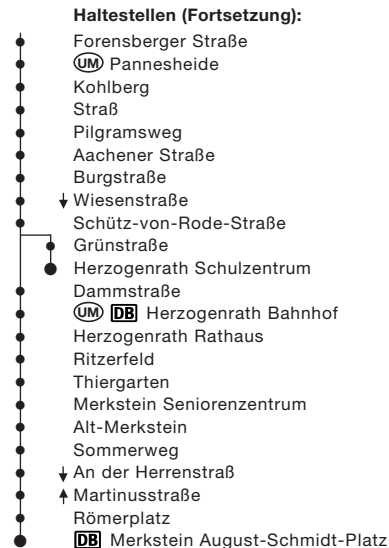 Haltestellen (Fortsetzung):
Forensberger Straße
UM Pannesheide
Kohlberg
Straß
Pilgramsweg
Aachener Straße
Burgstraße
Wiesenstraße
Schütz-von-Rode-Straße
Grünstraße
Herzogenrath Schulzentrum
Dammstraße
UM DB Herzogenrath Bahnhof
Herzogenrath Rathaus
Ritzerfeld
Thiergarten
Merkstein Seniorenzentrum
Alt-Merkstein
Sommerweg
An der Herrenstraß
Martinusstraße
Römerplatz
DB Merkstein August-Schmidt-Platz